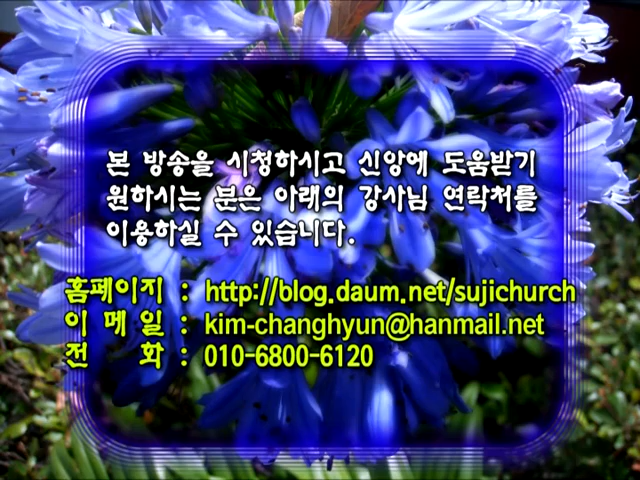 본 방송을 시청하시고 신앙에 도움받기
원하시는 분은 아래의 강사님 연락처를
이용하실 수 있습니다.
홈페이지 : http://blog.daum.net/sujichurch
이 메 일 : kim-changhyun@hanmail.net
전 화 : 010-6800-6120